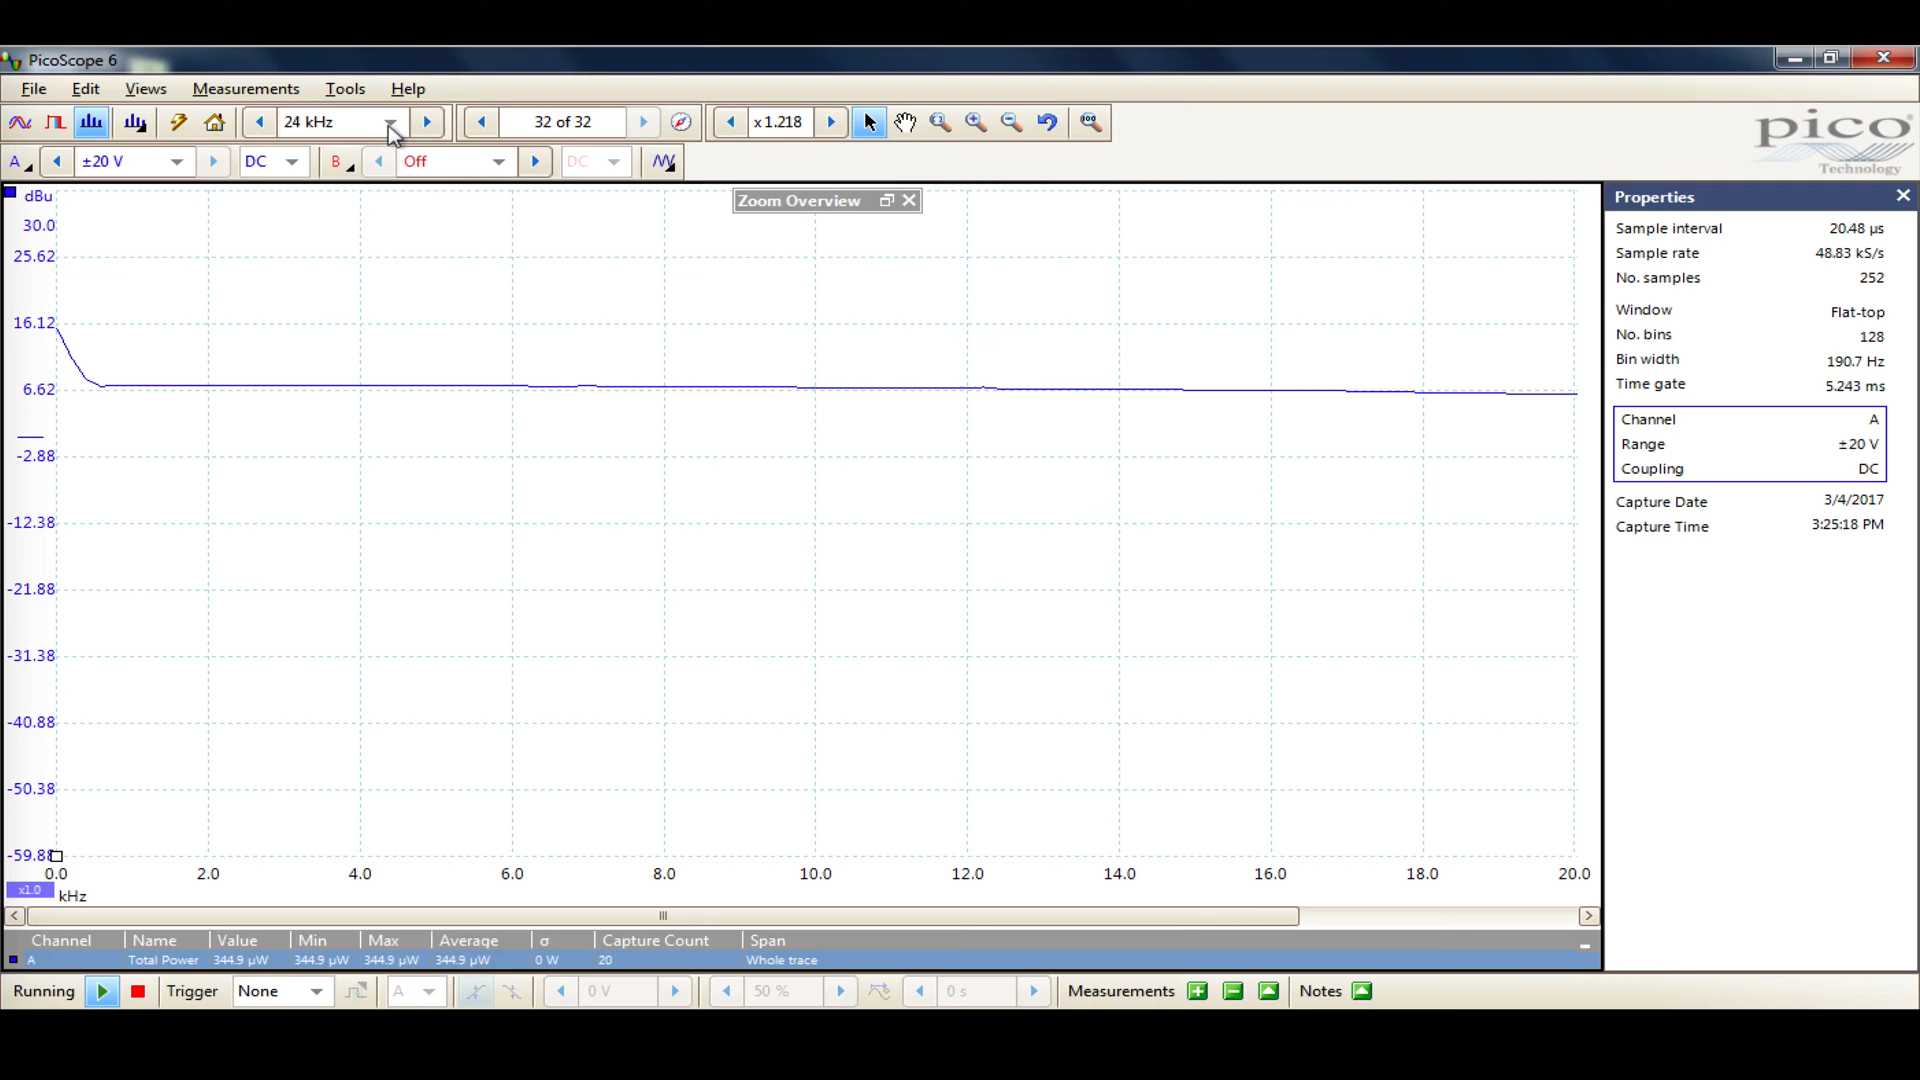 PicoScope 6
File Edit Views Measurements Tools Help
24 kHz 32 of 32 x 1.218
pico
Technology
A ±20 V DC B Off DC
dBu
Zoom Overview
30.0
25.62
16.12
6.62
-2.88
-12.38
-21.88
-31.38
-40.88
-50.38
-59.88
0.0 2.0 4.0 6.0 8.0 10.0 12.0 14.0 16.0 18.0 20.0
x1.0 kHz
Properties
Sample interval 20.48 µs
Sample rate 48.83 kS/s
No. samples 252
Window Flat-top
No. bins 128
Bin width 190.7 Hz
Time gate 5.243 ms
Channel A
Range ±20 V
Coupling DC
Capture Date 3/4/2017
Capture Time 3:25:18 PM
Channel Name Value Min Max Average σ Capture Count Span
A Total Power 344.9 µW 344.9 µW 344.9 µW 344.9 µW 0 W 20 Whole trace
Running Trigger None A 0 V 50 % 0 s Measurements Notes